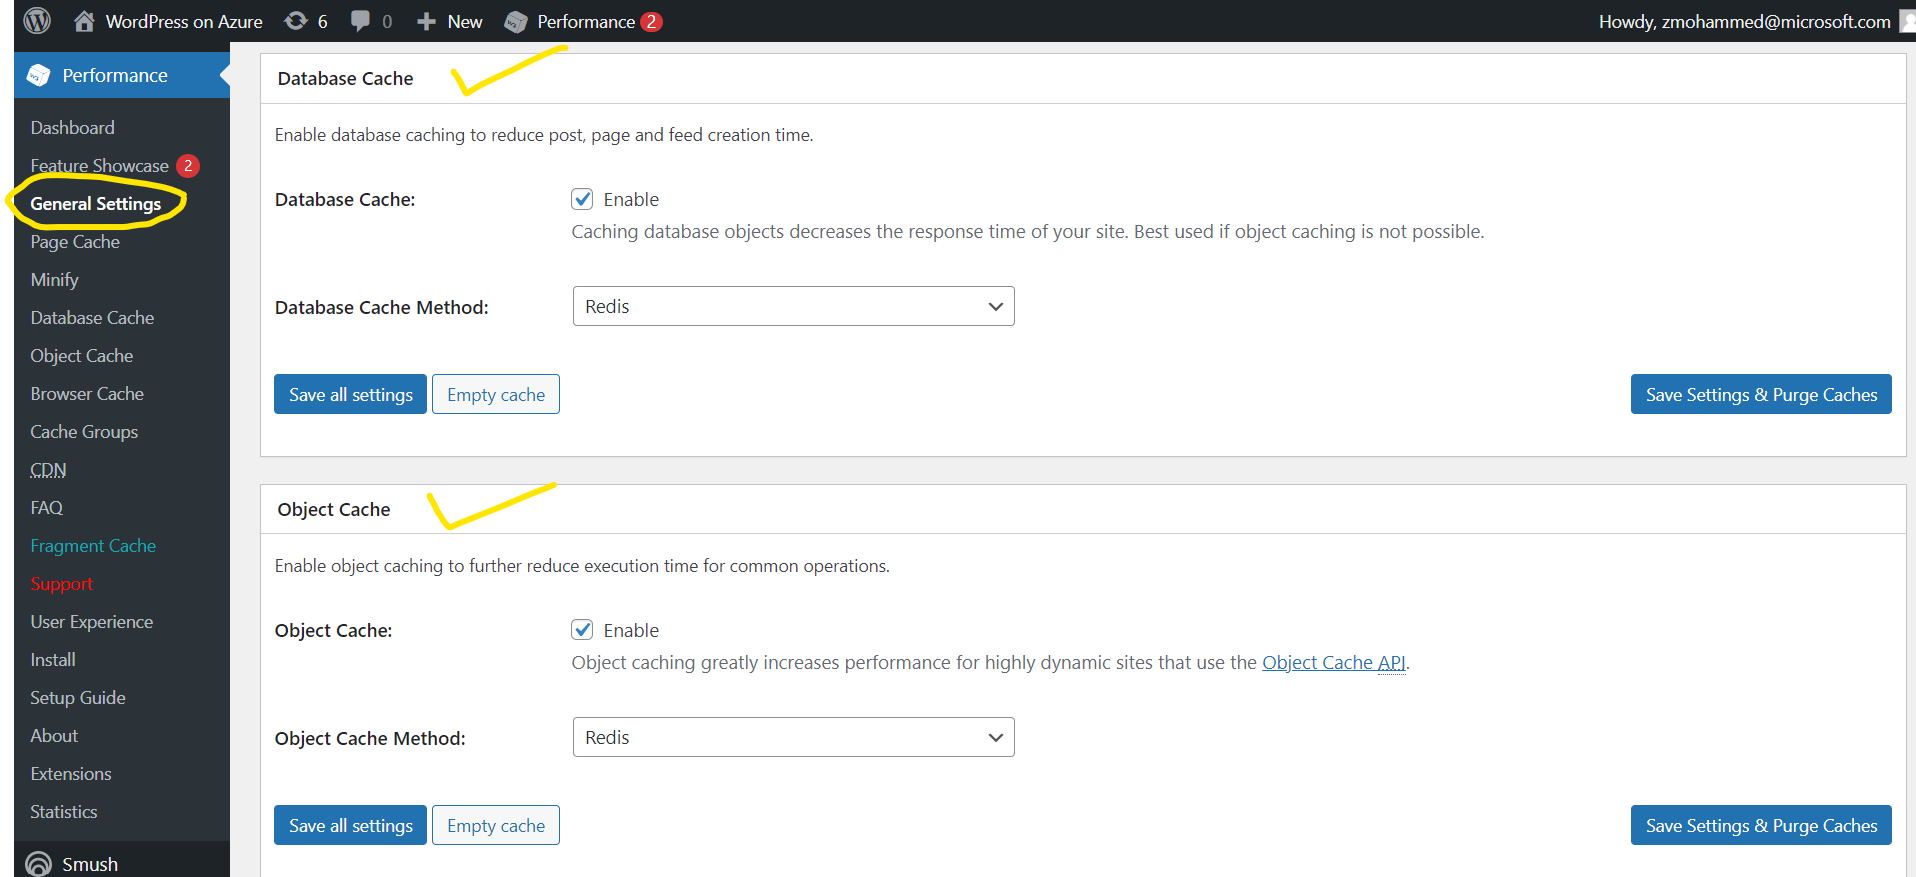 WordPress on Azure 6 0 New Performance 2 Howdy, zmohammed@microsoft.com
Performance
Dashboard
Feature Showcase 2
General Settings
Page Cache
Minify
Database Cache
Object Cache
Browser Cache
Cache Groups
CDN
FAQ
Fragment Cache
Support
User Experience
Install
Setup Guide
About
Extensions
Statistics
Smush
Database Cache
Enable database caching to reduce post, page and feed creation time.
Database Cache: Enable
Caching database objects decreases the response time of your site. Best used if object caching is not possible.
Database Cache Method: Redis
Save all settings Empty cache Save Settings & Purge Caches
Object Cache
Enable object caching to further reduce execution time for common operations.
Object Cache: Enable
Object caching greatly increases performance for highly dynamic sites that use the Object Cache API.
Object Cache Method: Redis
Save all settings Empty cache Save Settings & Purge Caches